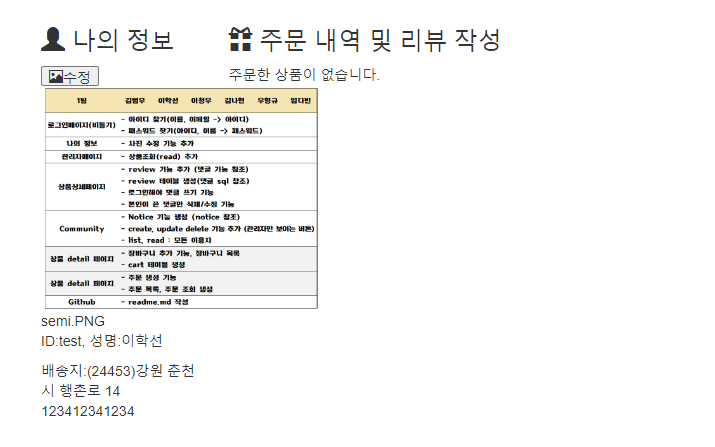 나의 정보
주문 내역 및 리뷰 작성
수정
주문한 상품이 없습니다.
1팀 김범우 이학선 이정우 김나현 우형규 임다빈
로그인페이지(비동기)
- 아이디 찾기(이름, 이메일 -> 아이디)
- 패스워드 찾기(아이디, 이름 -> 패스워드)
나의 정보 - 사진 수정 기능 추가
관리자페이지 - 상품조회(read) 추가
상품상세페이지
- review 기능 추가 (댓글 기능 참조)
- review 테이블 생성(댓글 sql 참조)
- 로그인해야 댓글 쓰기 기능
- 본인이 쓴 댓글만 삭제/수정 기능
Community
- Notice 기능 생성 (notice 참조)
- create, update delete 기능 추가 (관리자만 보이는 버튼)
- list, read : 모든 이용자
상품 detail 페이지
- 장바구니 추가 기능, 장바구니 목록
- cart 테이블 생성
상품 detail 페이지
- 주문 생성 기능
- 주문 목록, 주문 조회 생성
Github - readme.md 작성
semi.PNG
ID:test, 성명:이학선
배송지:(24453)강원 춘천
시 행촌로 14
123412341234